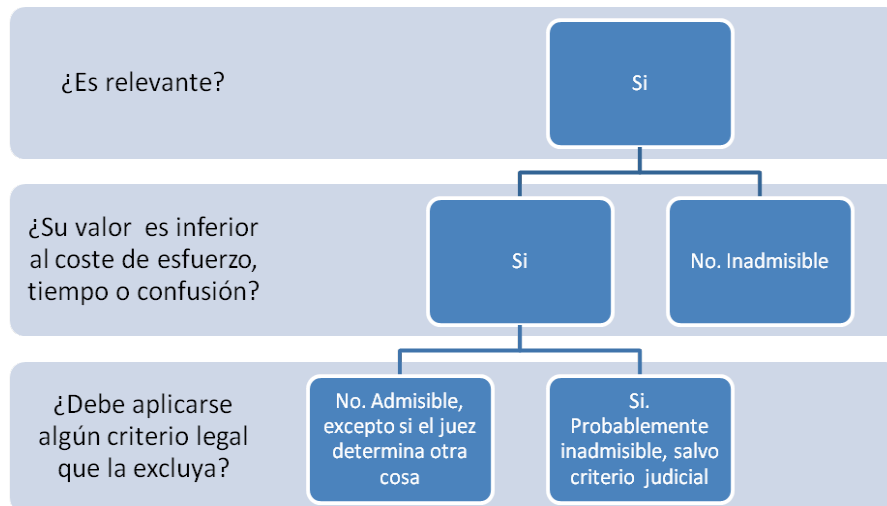 ¿Es relevante?
Si
¿Su valor es inferior
al coste de esfuerzo,
tiempo o confusión?
Si
No. Inadmisible
¿Debe aplicarse
algún criterio legal
que la excluya?
No. Admisible,
excepto si el juez
determina otra
cosa
Si.
Probablemente
inadmisible, salvo
criterio judicial